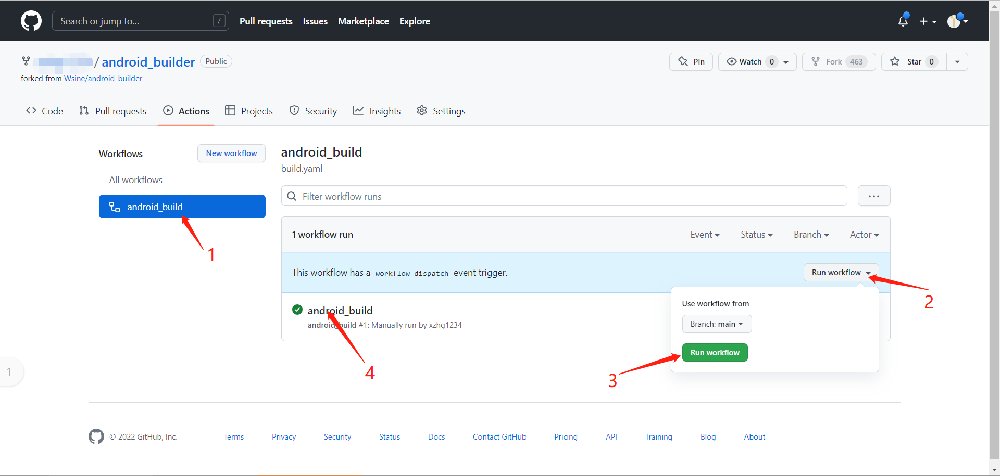 Search or jump to... /
Pull requests Issues Marketplace Explore
/ android_builder Public
forked from Wsine/android_builder
Pin
Watch 0
Fork 463
Star 0
Code Pull requests Actions Projects Security Insights Settings
Workflows
New workflow
All workflows
android_build
1
android_build
build.yaml
Filter workflow runs
...
1 workflow run
Event Status Branch Actor
This workflow has a workflow_dispatch event trigger.
Run workflow
2
Use workflow from
Branch: main
Run workflow
3
android_build
android_build #1: Manually run by xzhg1234
4
1
© 2022 GitHub, Inc. Terms Privacy Security Status Docs Contact GitHub Pricing API Training Blog About